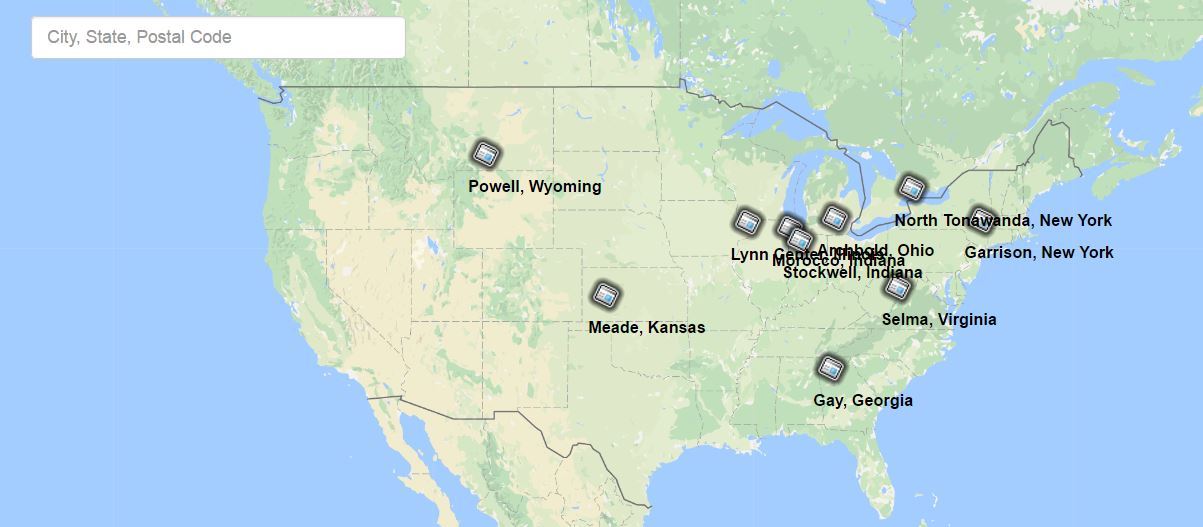 City, State, Postal Code
Powell, Wyoming
North Tonawanda, New York
Archbold, Ohio
Garrison, New York
Lynn Center, Illinois
Morocco, Indiana
Stockwell, Indiana
Selma, Virginia
Meade, Kansas
Gay, Georgia